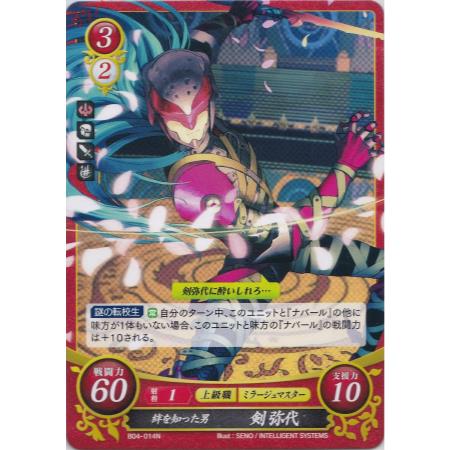 3
2
剣弥代に酔いしれろ…
謎の転校生 常 自分のターン中、このユニットと『ナバール』の他に
味方が1体もいない場合、このユニットと味方の『ナバール』の戦闘力
は+10される。
戦闘力
60
射程 1
上級職 ミラージュマスター
支援力
10
絆を知った男 剣弥代
B04-014N
Illust : SENO / INTELLIGENT SYSTEMS